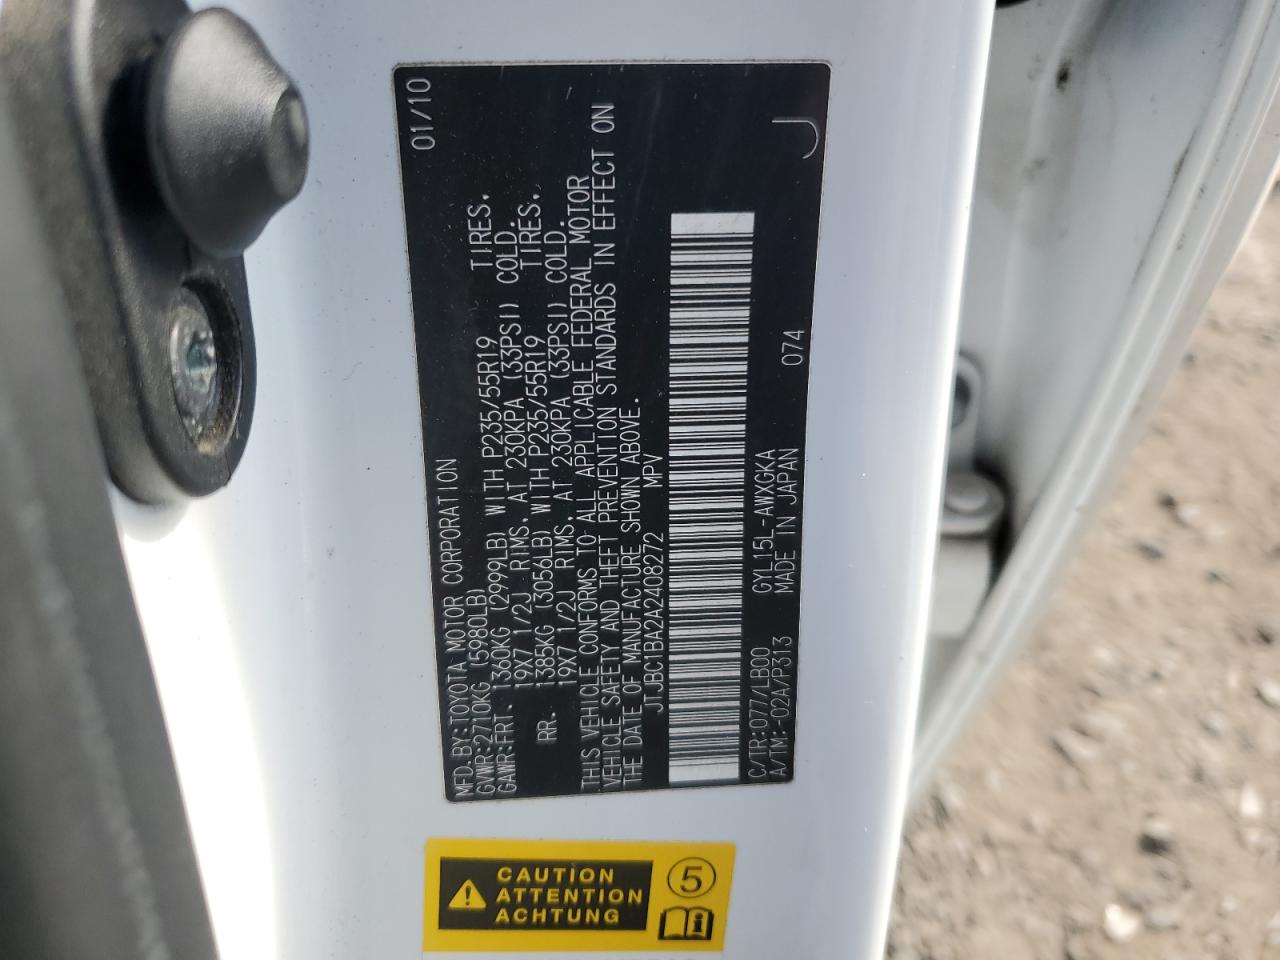 MFD.BY:TOYOTA MOTOR CORPORATION 01/10
GVWR:2710KG (5980LB)
GAWR:FRT. 1360KG (2999LB) WITH P235/55R19 TIRES,
19X7 1/2J RIMS, AT 230KPA (33PSI) COLD.
RR. 1385KG (3056LB) WITH P235/55R19 TIRES,
19X7 1/2J RIMS, AT 230KPA (33PSI) COLD.
THIS VEHICLE CONFORMS TO ALL APPLICABLE FEDERAL MOTOR
VEHICLE SAFETY AND THEFT PREVENTION STANDARDS IN EFFECT ON
THE DATE OF MANUFACTURE SHOWN ABOVE.
JTJBC1BA2A2408272 MPV
C/TR:077/LB00 GYL15L-AWXGKA 074
A/TM:-02A/P313 MADE IN JAPAN
J
CAUTION
ATTENTION
ACHTUNG
5
i